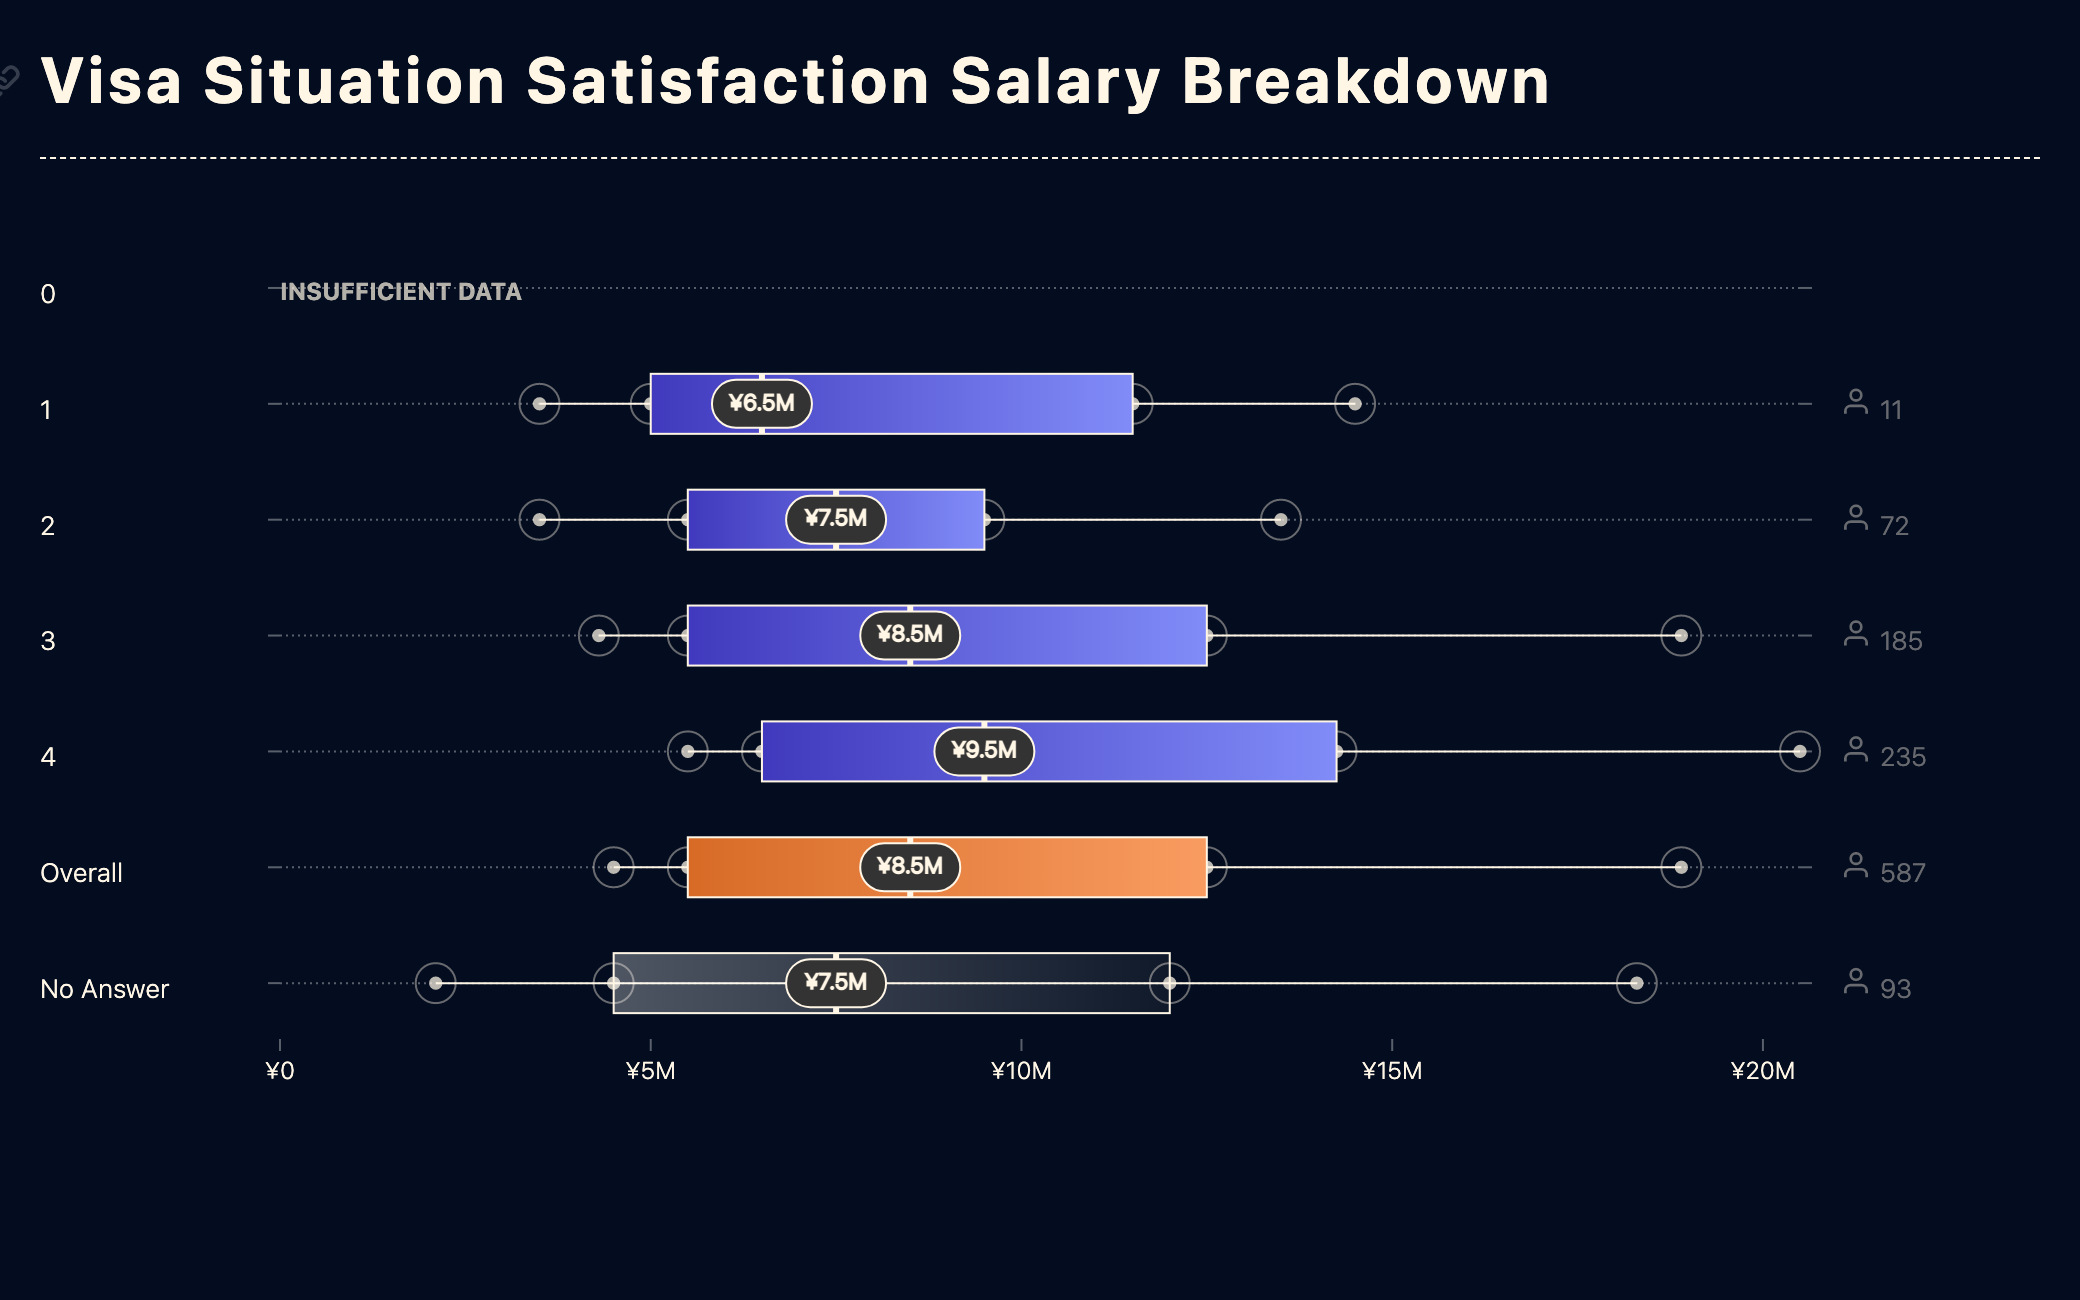 Visa Situation Satisfaction Salary Breakdown
0 INSUFFICIENT DATA
1 ¥6.5M 11
2 ¥7.5M 72
3 ¥8.5M 185
4 ¥9.5M 235
Overall ¥8.5M 587
No Answer ¥7.5M 93
¥0 ¥5M ¥10M ¥15M ¥20M